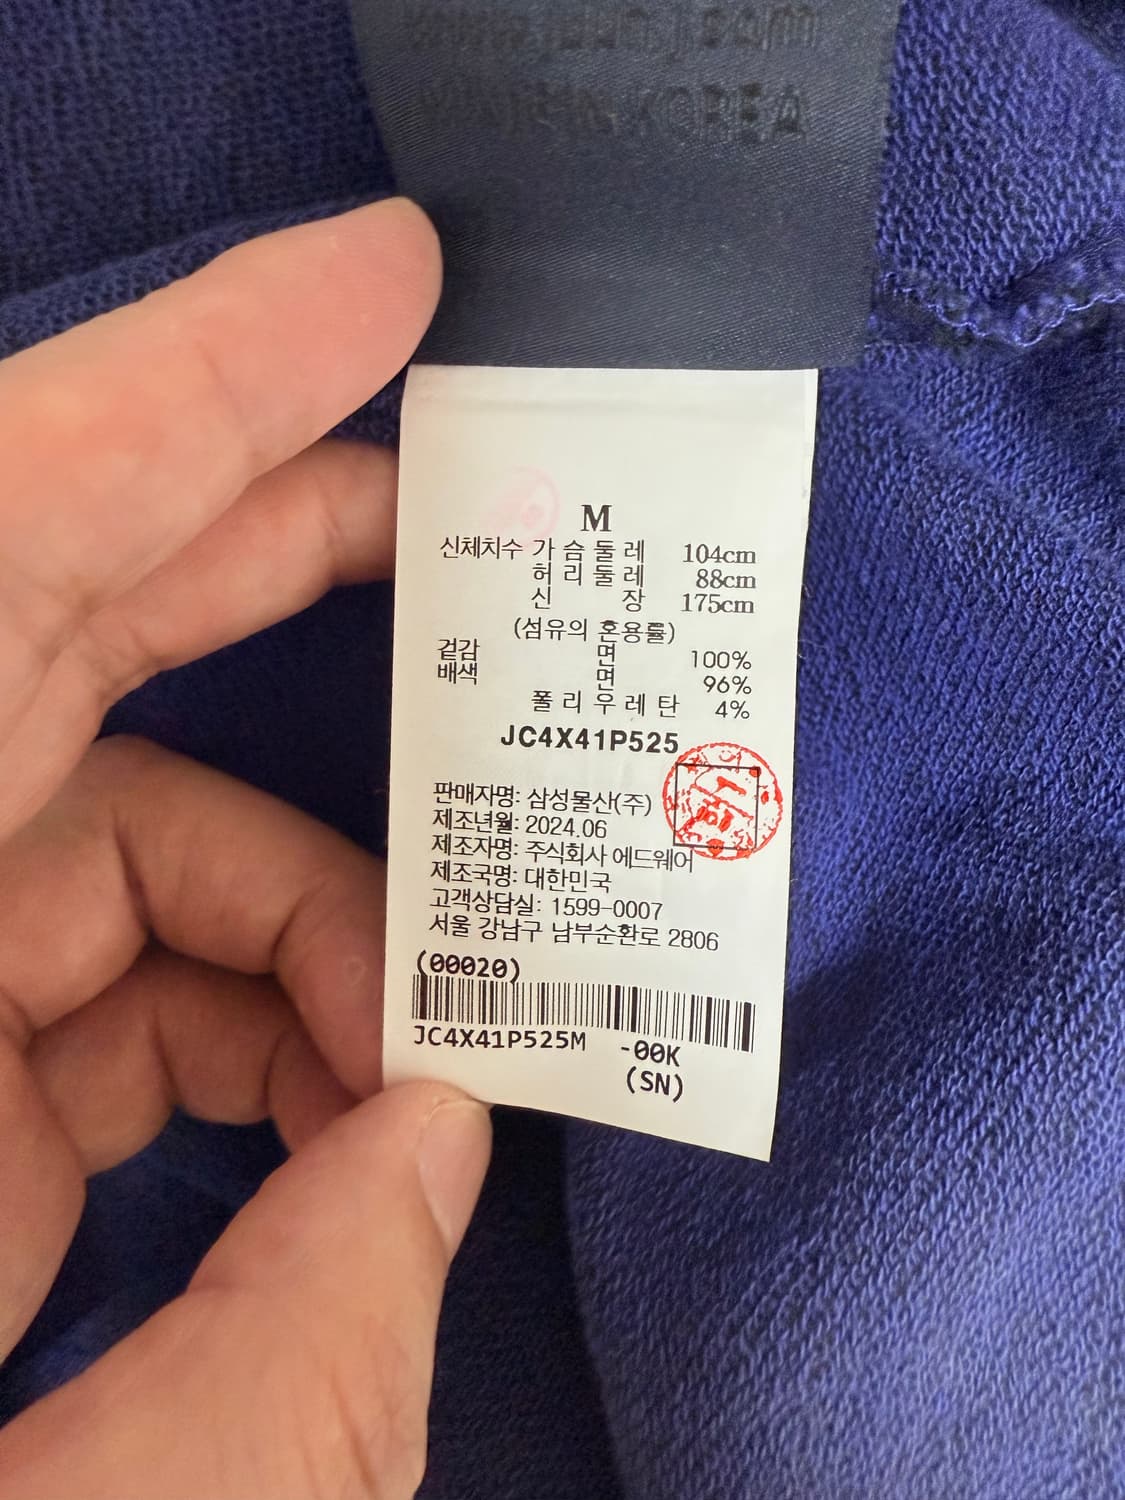 KOREA
M
신체치수 가슴둘레 104cm
허리둘레 88cm
신 장 175cm
(섬유의 혼용률)
겉감 면 100%
배색 면 96%
폴리우레탄 4%
JC4X41P525
판매자명: 삼성물산(주)
제조년월: 2024.06
제조자명: 주식회사 에드웨어
제조국명: 대한민국
고객상담실: 1599-0007
서울 강남구 남부순환로 2806
(00020)
JC4X41P525M -00K
(SN)